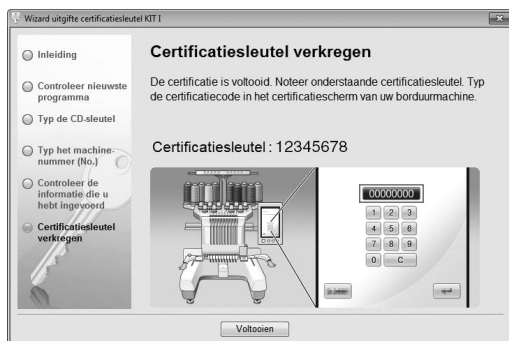 Wizard uitgifte certificatiesleutel KIT I
Inleiding
Controleer nieuwste
programma
Typ de CD-sleutel
Typ het machine-
nummer (No.)
Controleer de
informatie die u
hebt ingevoerd
Certificatiesleutel
verkregen
Certificatiesleutel verkregen
De certificatie is voltooid. Noteer onderstaande certificatiesleutel. Typ
de certificatiecode in het certificatiescherm van uw borduurmachine.
Certificatiesleutel : 12345678
00000000
1 2 3
4 5 6
7 8 9
0 C
Voltooien